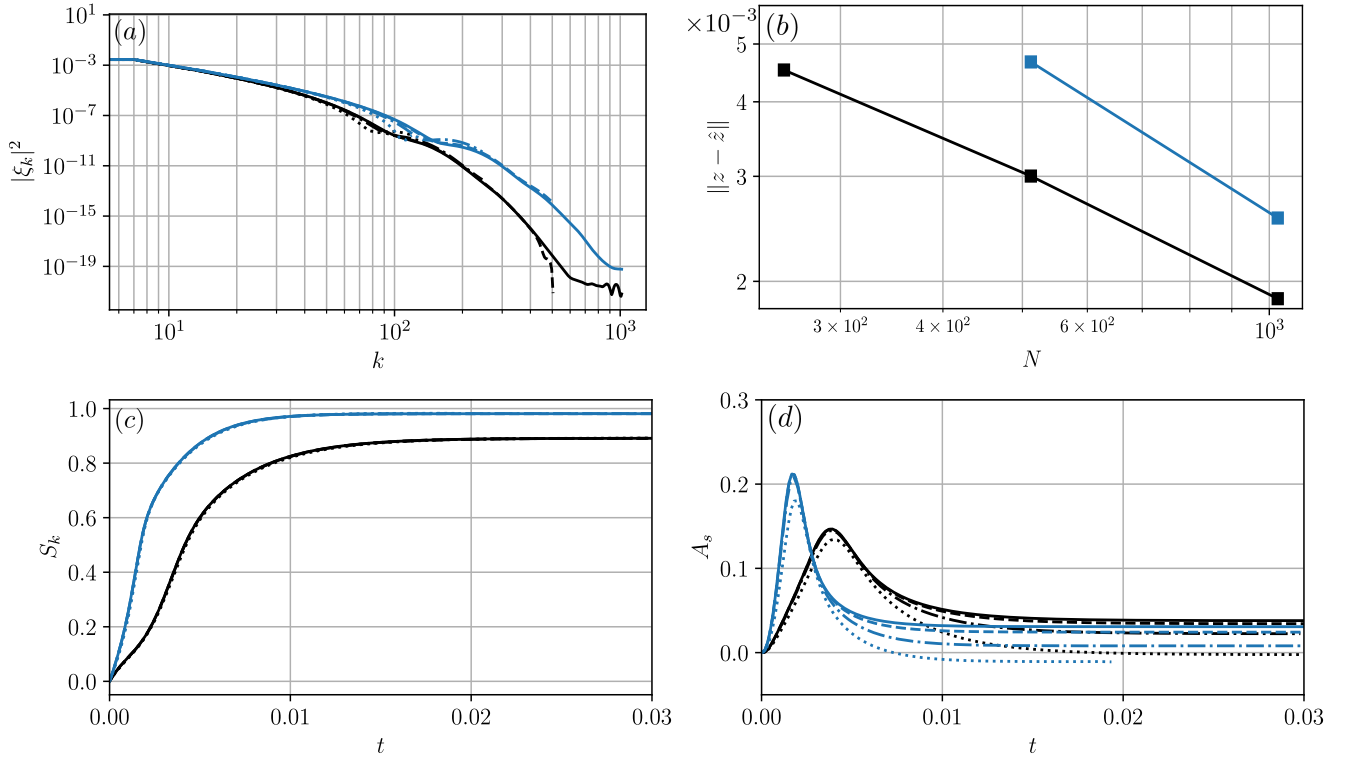 (a)
10^1
10^{-3}
10^{-7}
10^{-11}
10^{-15}
10^{-19}
|ξ_k|^2
10^1
10^2
10^3
k
×10^{-3}
(b)
5
4
3
2
||z − ẑ||
3 × 10^2
4 × 10^2
6 × 10^2
10^3
N
(c)
1.0
0.8
0.6
0.4
0.2
0.0
S_k
0.00
0.01
0.02
0.03
t
(d)
0.3
0.2
0.1
0.0
A_s
0.00
0.01
0.02
0.03
t